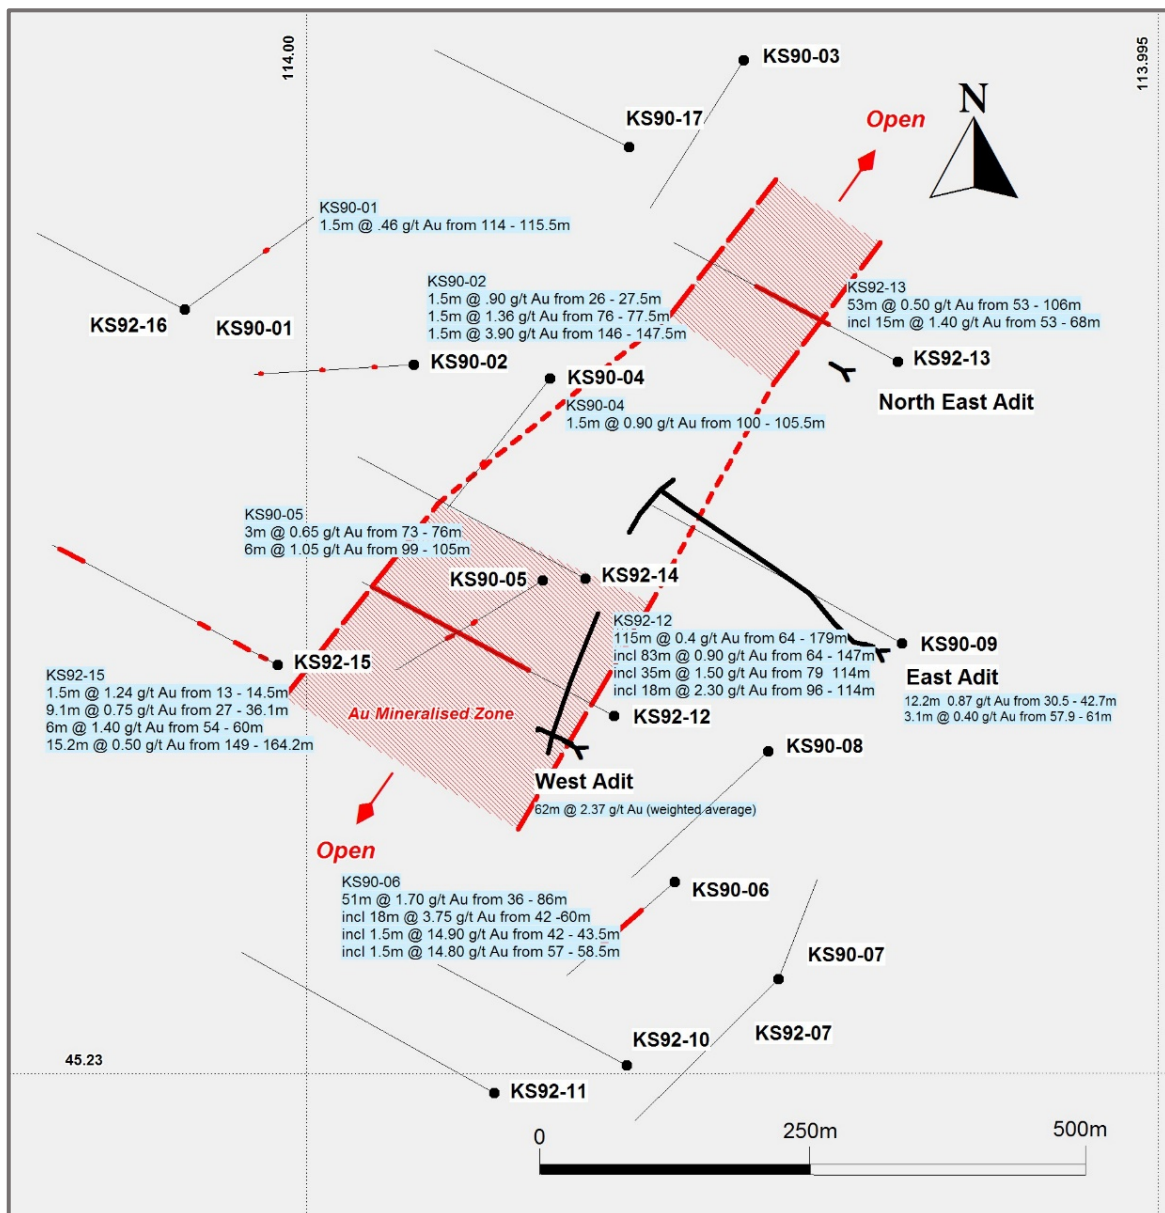 114.00
113.995
KS90-03
KS90-17
Open
N
KS90-01
1.5m @ .46 g/t Au from 114 - 115.5m
KS92-16
KS90-01
KS90-02
1.5m @ .90 g/t Au from 26 - 27.5m
1.5m @ 1.36 g/t Au from 76 - 77.5m
1.5m @ 3.90 g/t Au from 146 - 147.5m
KS92-13
53m @ 0.50 g/t Au from 53 - 106m
incl 15m @ 1.40 g/t Au from 53 - 68m
KS90-02
KS90-04
KS92-13
North East Adit
KS90-04
1.5m @ 0.90 g/t Au from 100 - 105.5m
KS90-05
3m @ 0.65 g/t Au from 73 - 76m
6m @ 1.05 g/t Au from 99 - 105m
KS90-05
KS92-14
KS92-12
115m @ 0.4 g/t Au from 64 - 179m
incl 83m @ 0.90 g/t Au from 64 - 147m
incl 35m @ 1.50 g/t Au from 79 114m
incl 18m @ 2.30 g/t Au from 96 - 114m
KS90-09
East Adit
12.2m 0.87 g/t Au from 30.5 - 42.7m
3.1m @ 0.40 g/t Au from 57.9 - 61m
KS92-15
KS92-15
1.5m @ 1.24 g/t Au from 13 - 14.5m
9.1m @ 0.75 g/t Au from 27 - 36.1m
6m @ 1.40 g/t Au from 54 - 60m
15.2m @ 0.50 g/t Au from 149 - 164.2m
Au Mineralised Zone
KS92-12
KS90-08
West Adit
62m @ 2.37 g/t Au (weighted average)
Open
KS90-06
51m @ 1.70 g/t Au from 36 - 86m
incl 18m @ 3.75 g/t Au from 42 -60m
incl 1.5m @ 14.90 g/t Au from 42 - 43.5m
incl 1.5m @ 14.80 g/t Au from 57 - 58.5m
KS90-06
KS90-07
KS92-07
KS92-10
45.23
KS92-11
0
250m
500m